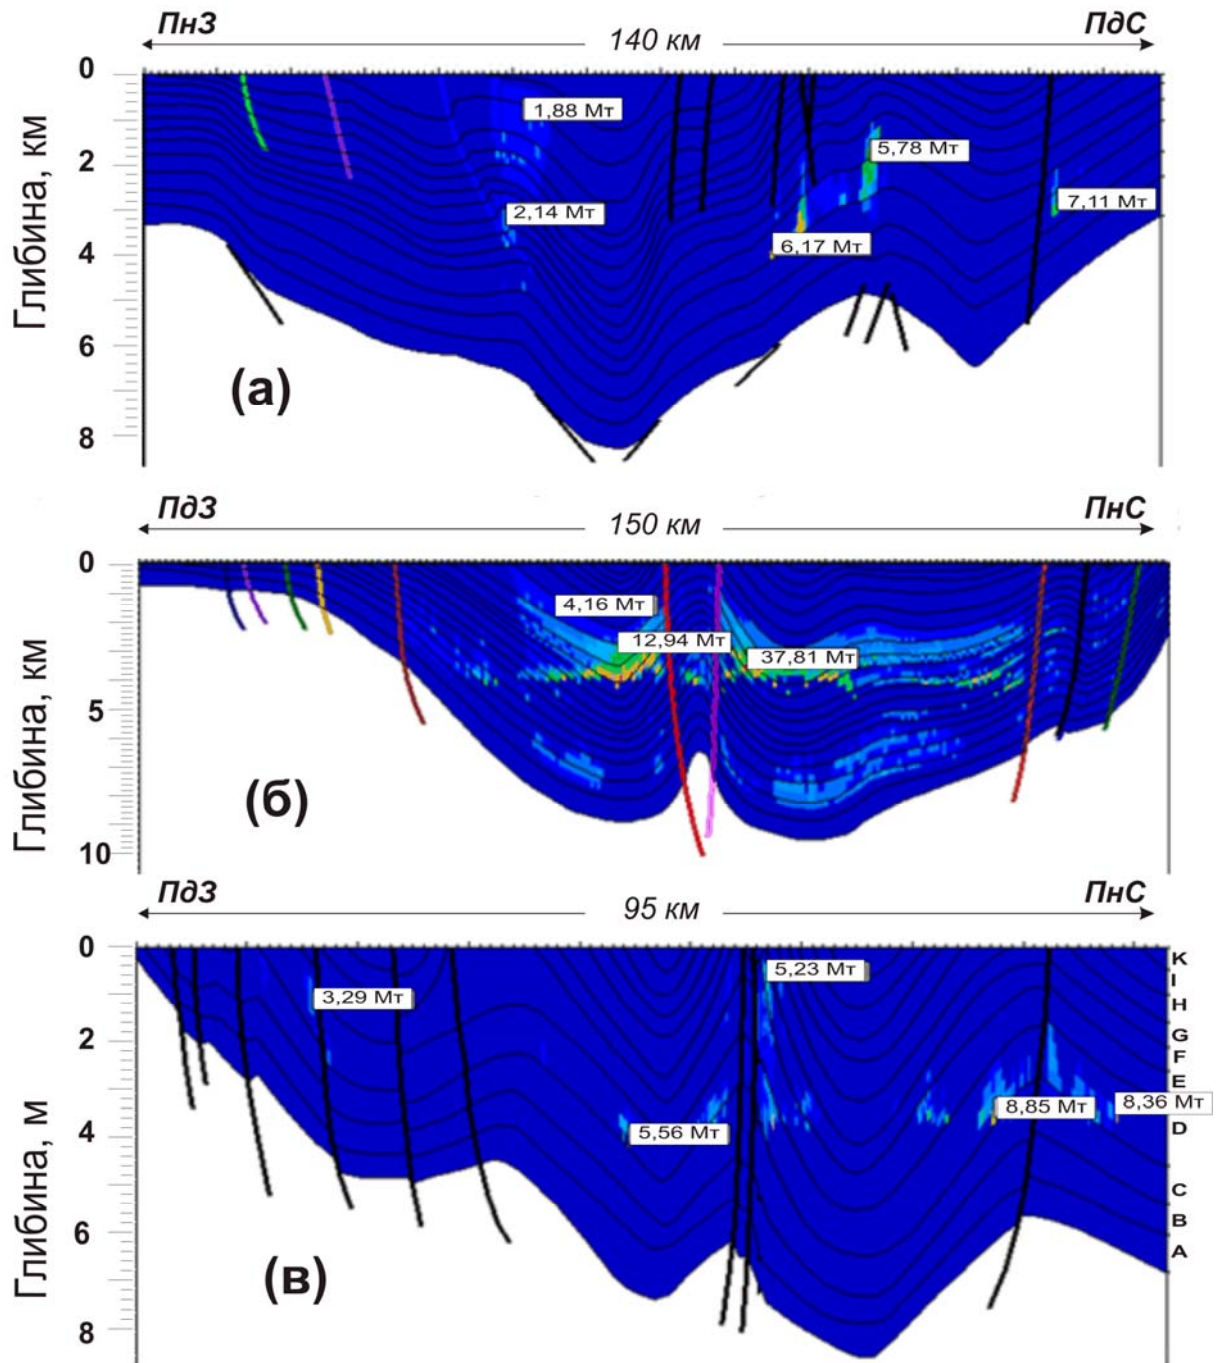 ПнЗ ПдС
140 км
Глибина, км
0
2
4
6
8
1,88 Мт
5,78 Мт
2,14 Мт
7,11 Мт
6,17 Мт
(а)
ПдЗ ПнС
150 км
Глибина, км
0
5
10
4,16 Мт
12,94 Мт
37,81 Мт
(б)
ПдЗ ПнС
95 км
Глибина, м
0
2
4
6
8
5,23 Мт
3,29 Мт
8,85 Мт
8,36 Мт
5,56 Мт
K
I
H
G
F
E
D
C
B
A
(в)